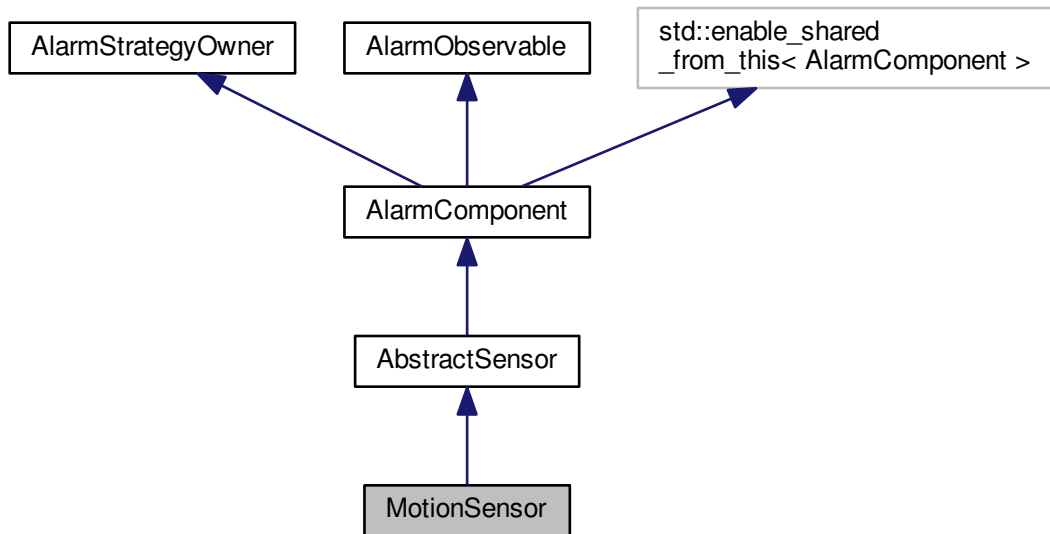 AlarmStrategyOwner
AlarmObservable
std::enable_shared
_from_this< AlarmComponent >
AlarmComponent
AbstractSensor
MotionSensor